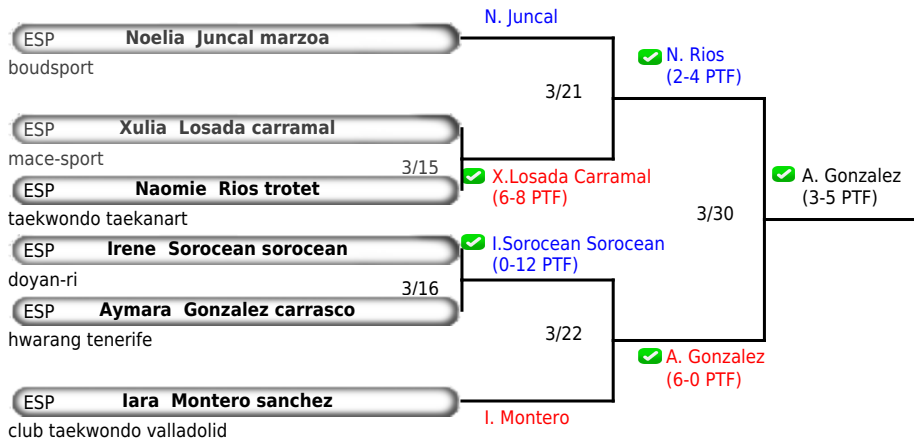 N. Juncal
ESP Noelia Juncal marzoa
boudsport
N. Rios
(2-4 PTF)
3/21
ESP Xulia Losada carramal
mace-sport
3/15
X.Losada Carramal
(6-8 PTF)
A. Gonzalez
(3-5 PTF)
ESP Naomie Rios trotet
taekwondo taekanart
3/30
ESP Irene Sorocean sorocean
doyan-ri
I.Sorocean Sorocean
(0-12 PTF)
3/16
ESP Aymara Gonzalez carrasco
hwarang tenerife
3/22
A. Gonzalez
(6-0 PTF)
ESP Iara Montero sanchez
I. Montero
club taekwondo valladolid